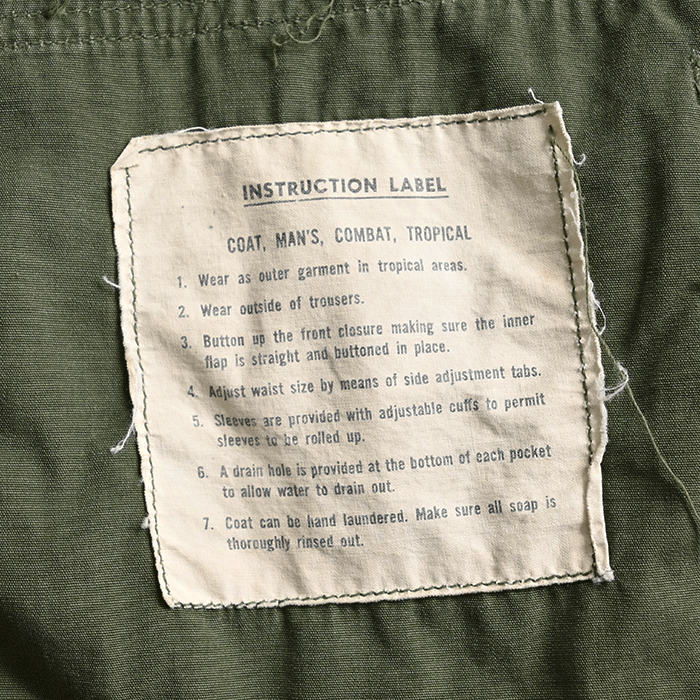 INSTRUCTION LABEL
COAT, MAN'S, COMBAT, TROPICAL
1. Wear as outer garment in tropical areas.
2. Wear outside of trousers.
3. Button up the front closure making sure the inner
flap is straight and buttoned in place.
4. Adjust waist size by means of side adjustment tabs.
5. Sleeves are provided with adjustable cuffs to permit
sleeves to be rolled up.
6. A drain hole is provided at the bottom of each pocket
to allow water to drain out.
7. Coat can be hand laundered. Make sure all soap is
thoroughly rinsed out.